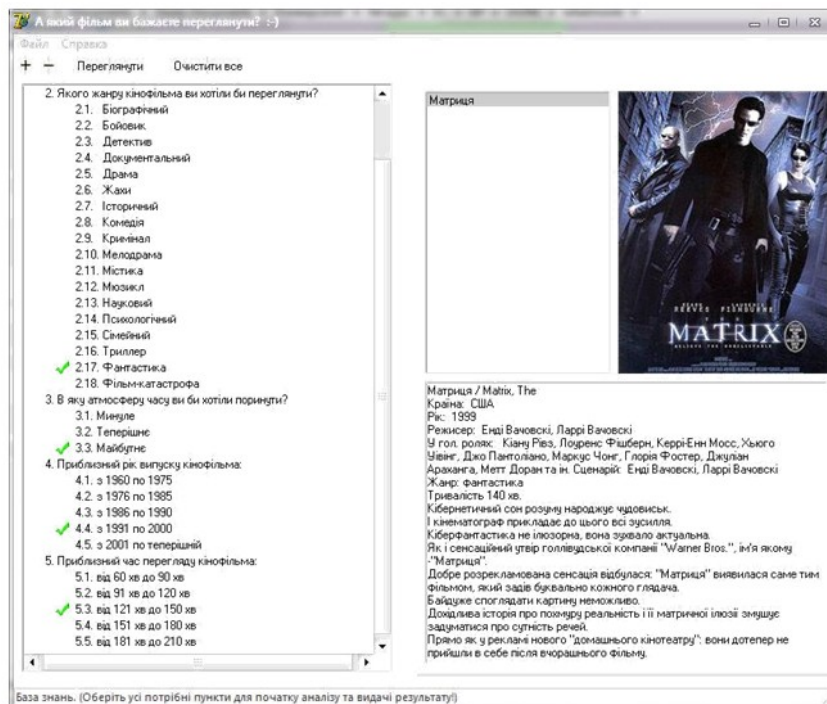 А який фільм ви бажаєте переглянути? :-)
Файл Справка
+ − Переглянути Очистити все
2. Якого жанру кінофільма ви хотіли би переглянути?
2.1. Біографічний
2.2. Бойовик
2.3. Детектив
2.4. Документальний
2.5. Драма
2.6. Жахи
2.7. Історичний
2.8. Комедія
2.9. Кримінал
2.10. Мелодрама
2.11. Містика
2.12. Мюзикл
2.13. Науковий
2.14. Психологічний
2.15. Сімейний
2.16. Триллер
2.17. Фантастика
2.18. Фільм-катастрофа
3. В яку атмосферу часу ви би хотіли поринути?
3.1. Минуле
3.2. Теперішнє
3.3. Майбутнє
4. Приблизний рік випуску кінофільма:
4.1. з 1960 по 1975
4.2. з 1976 по 1985
4.3. з 1986 по 1990
4.4. з 1991 по 2000
4.5. з 2001 по теперішній
5. Приблизний час перегляду кінофільма:
5.1. від 60 хв до 90 хв
5.2. від 91 хв до 120 хв
5.3. від 121 хв до 150 хв
5.4. від 151 хв до 180 хв
5.5. від 181 хв до 210 хв
Матриця
REEVES FISHBURNE
THE
MATRIX
Матриця / Matrix, The
Країна: США
Рік: 1999
Режисер: Енді Вачовскі, Ларрі Вачовскі
У гол. ролях: Кіану Рівз, Лоуренс Фішберн, Керрі-Енн Мосс, Хьюго
Уівінг, Джо Пантоліано, Маркус Чонг, Глорія Фостер, Джуліан
Араханга, Метт Доран та ін. Сценарій: Енді Вачовскі, Ларрі Вачовскі
Жанр: фантастика
Тривалість 140 хв.
Кібернетичний сон розуму народжує чудовиськ.
І кінематограф прикладає до цього всі зусилля.
Кіберфантастика не ілюзорна, вона зухвало актуальна.
Як і сенсаційний утвір голлівудської компанії "Warner Bros.", ім'я якому
-"Матриця".
Добре розрекламована сенсація відбулася: "Матриця" виявилася саме тим
фільмом, який задів буквально кожного глядача.
Байдуже споглядати картину неможливо.
Дохідлива історія про похмуру реальність і її матричної ілюзії змушує
задуматися про сутність речей.
Прямо як у рекламі нового "домашнього кінотеатру": вони дотепер не
прийшли в себе після вчорашнього фільму.
База знань. (Оберіть усі потрібні пункти для початку аналізу та видачі результату!)